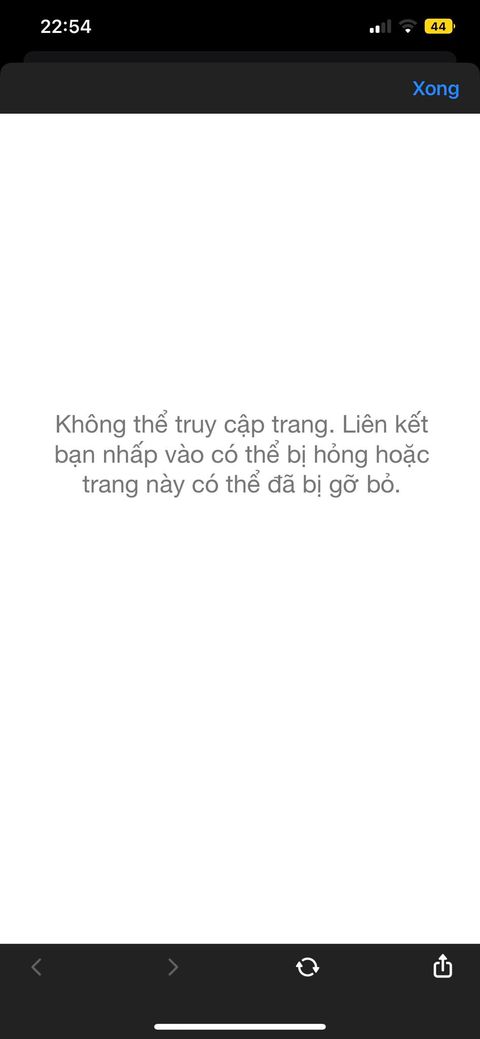 22:54
44
Xong
Không thể truy cập trang. Liên kết
bạn nhấp vào có thể bị hỏng hoặc
trang này có thể đã bị gỡ bỏ.